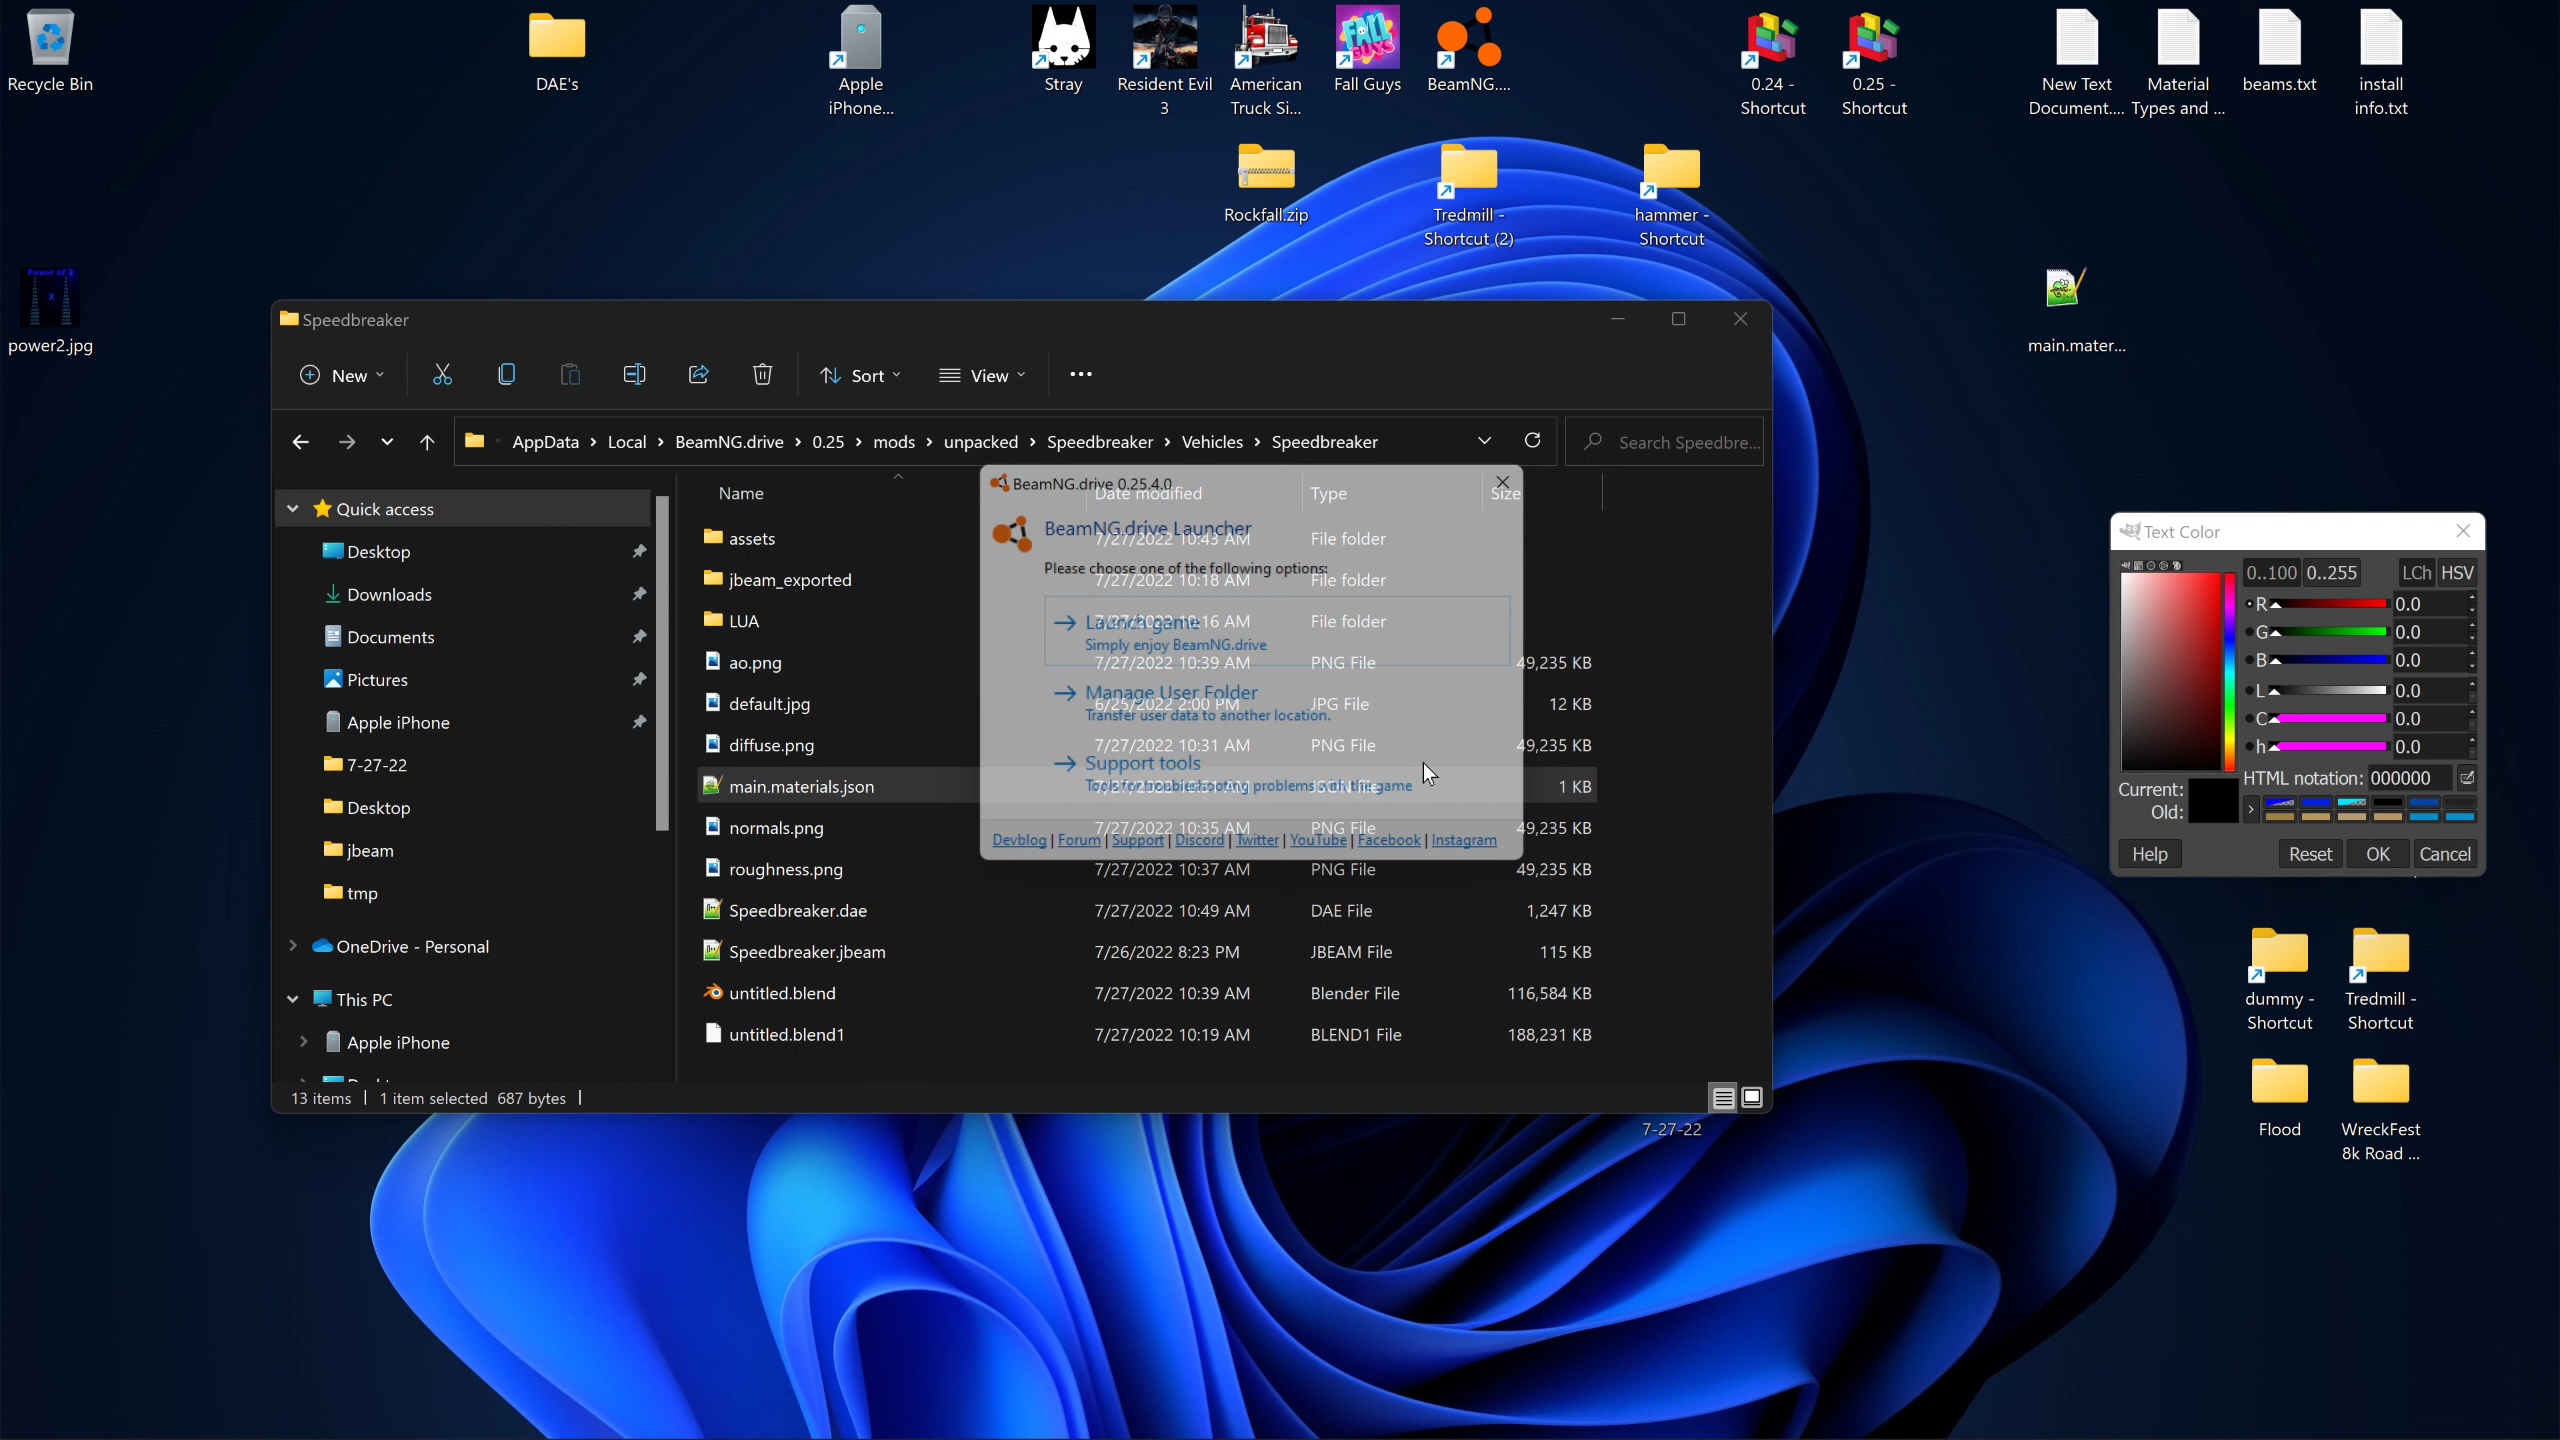 Recycle Bin
DAE's
Apple
iPhone...
Stray
Resident Evil
3
American
Truck Si...
Fall Guys
BeamNG....
0.24 -
Shortcut
0.25 -
Shortcut
New Text
Document....
Material
Types and ...
beams.txt
install
info.txt
Rockfall.zip
Tredmill -
Shortcut (2)
hammer -
Shortcut
Power of 2
X
power2.jpg
main.mater...
Speedbreaker
New
Sort
View
AppData
Local
BeamNG.drive
0.25
mods
unpacked
Speedbreaker
Vehicles
Speedbreaker
Search Speedbre...
Quick access
Desktop
Downloads
Documents
Pictures
Apple iPhone
7-27-22
Desktop
jbeam
tmp
OneDrive - Personal
This PC
Apple iPhone
Name
Date modified
Type
Size
assets
7/27/2022 10:43 AM
File folder
jbeam_exported
7/27/2022 10:18 AM
File folder
LUA
7/27/2022 10:16 AM
File folder
ao.png
7/27/2022 10:39 AM
PNG File
49,235 KB
default.jpg
6/25/2022 2:00 PM
JPG File
12 KB
diffuse.png
7/27/2022 10:31 AM
PNG File
49,235 KB
main.materials.json
JSON file
1 KB
normals.png
7/27/2022 10:35 AM
PNG File
49,235 KB
roughness.png
7/27/2022 10:37 AM
PNG File
49,235 KB
Speedbreaker.dae
7/27/2022 10:49 AM
DAE File
1,247 KB
Speedbreaker.jbeam
7/26/2022 8:23 PM
JBEAM File
115 KB
untitled.blend
7/27/2022 10:39 AM
Blender File
116,584 KB
untitled.blend1
7/27/2022 10:19 AM
BLEND1 File
188,231 KB
13 items
1 item selected 687 bytes
BeamNG.drive 0.25.4.0
BeamNG.drive Launcher
Please choose one of the following options:
Launch game
Simply enjoy BeamNG.drive
Manage User Folder
Transfer user data to another location.
Support tools
Tools for troubleshooting problems with the game
Devblog | Forum | Support | Discord | Twitter | YouTube | Facebook | Instagram
Text Color
0..100
0..255
LCh
HSV
R
0.0
G
0.0
B
0.0
L
0.0
C
0.0
h
0.0
HTML notation:
000000
Current:
Old:
Help
Reset
OK
Cancel
dummy -
Shortcut
Tredmill -
Shortcut
Flood
WreckFest
8k Road ...
7-27-22